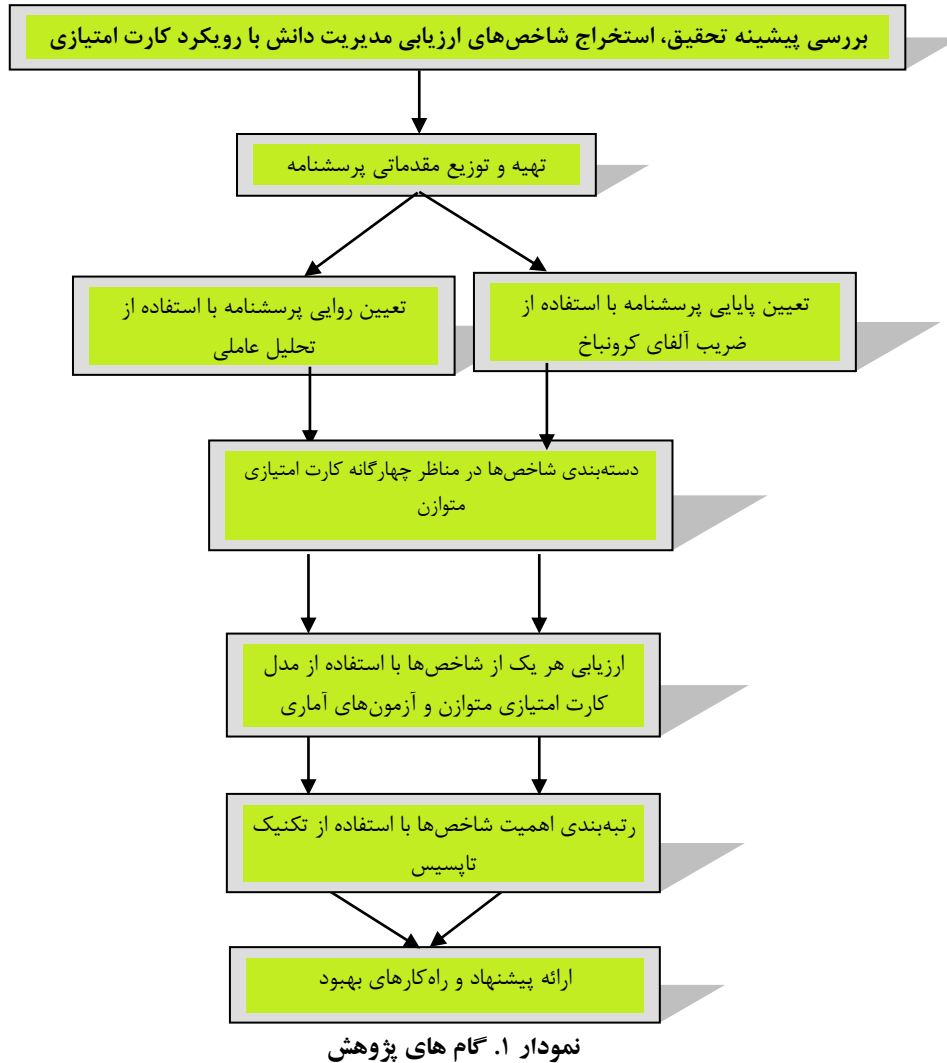 بررسی پیشینه تحقیق، استخراج شاخص‌های ارزیابی مدیریت دانش با رویکرد کارت امتیازی
تهیه و توزیع مقدماتی پرسشنامه
تعیین پایایی پرسشنامه با استفاده از
ضریب آلفای کرونباخ
تعیین روایی پرسشنامه با استفاده از
تحلیل عاملی
دسته‌بندی شاخص‌ها در مناظر چهارگانه کارت امتیازی
متوازن
ارزیابی هر یک از شاخص‌ها با استفاده از مدل
کارت امتیازی متوازن و آزمون‌های آماری
رتبه‌بندی اهمیت شاخص‌ها با استفاده از تکنیک
تاپسیس
ارائه پیشنهاد و راه‌کارهای بهبود
نمودار ۱. گام های پژوهش